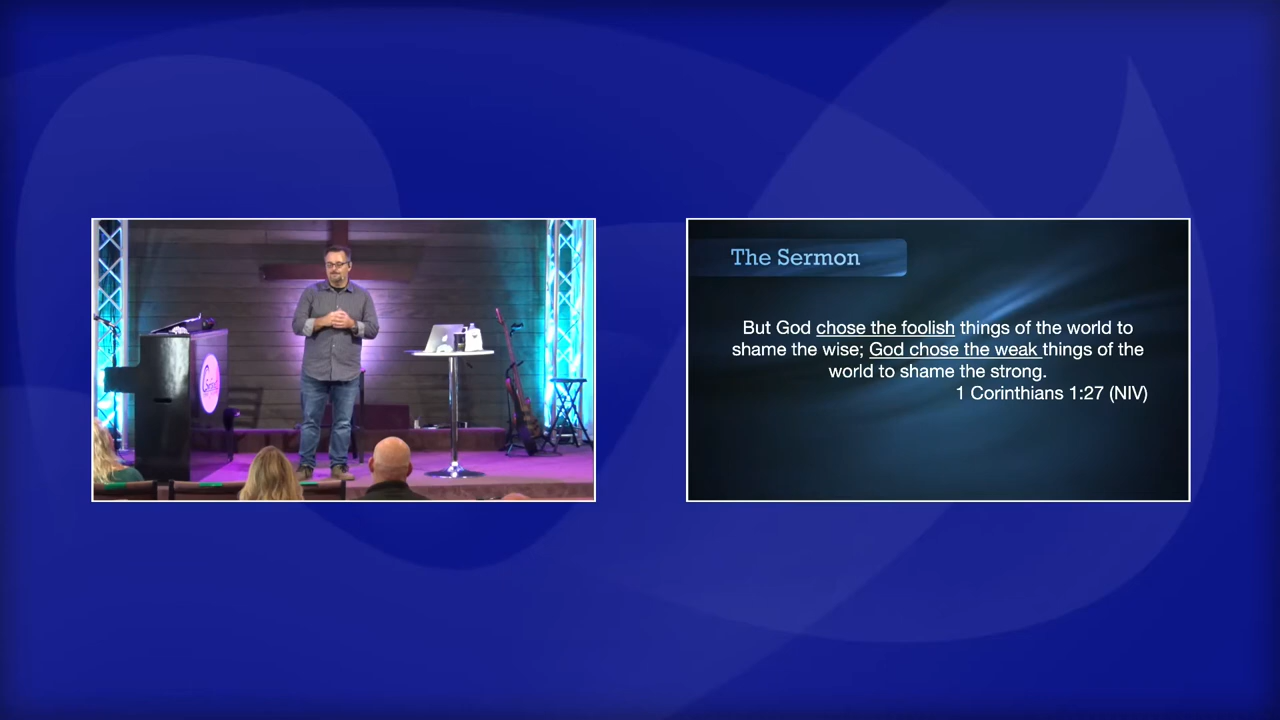 The Sermon
But God chose the foolish things of the world to
shame the wise; God chose the weak things of the
world to shame the strong.
1 Corinthians 1:27 (NIV)